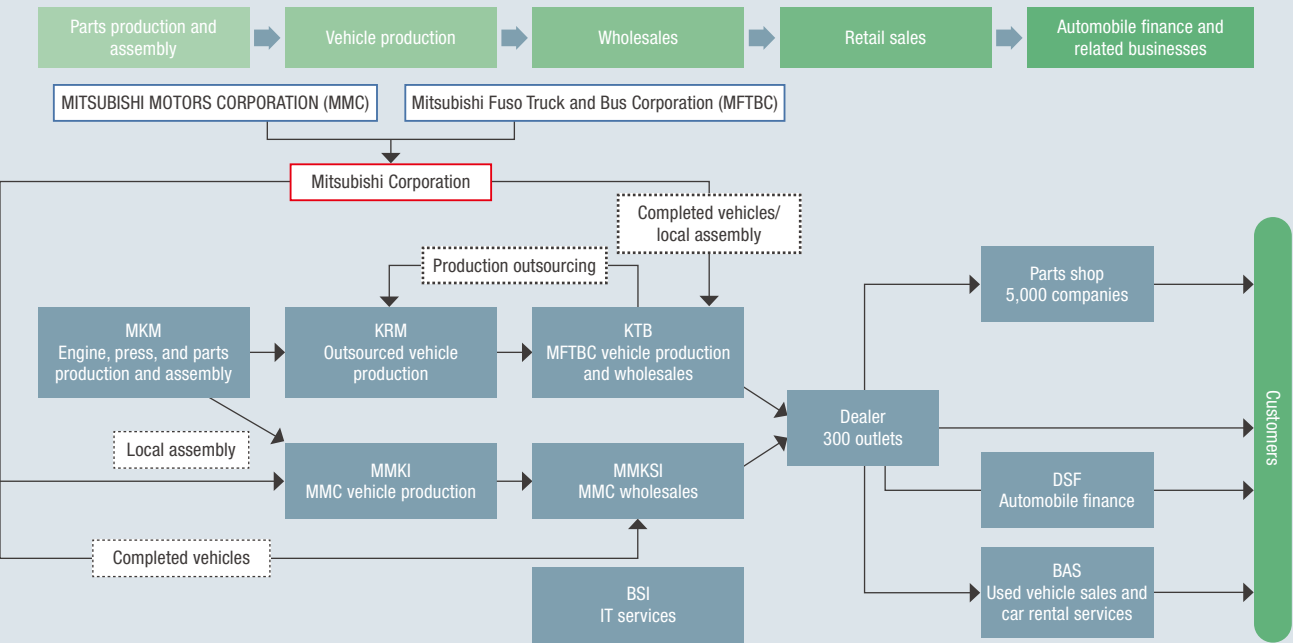 Parts production and
assembly
Vehicle production
Wholesales
Retail sales
Automobile finance and
related businesses
MITSUBISHI MOTORS CORPORATION (MMC)
Mitsubishi Fuso Truck and Bus Corporation (MFTBC)
Mitsubishi Corporation
Completed vehicles/
local assembly
Production outsourcing
Parts shop
5,000 companies
MKM
Engine, press, and parts
production and assembly
KRM
Outsourced vehicle
production
KTB
MFTBC vehicle production
and wholesales
Dealer
300 outlets
Customers
Local assembly
MMKI
MMC vehicle production
MMKSI
MMC wholesales
DSF
Automobile finance
Completed vehicles
BSI
IT services
BAS
Used vehicle sales and
car rental services